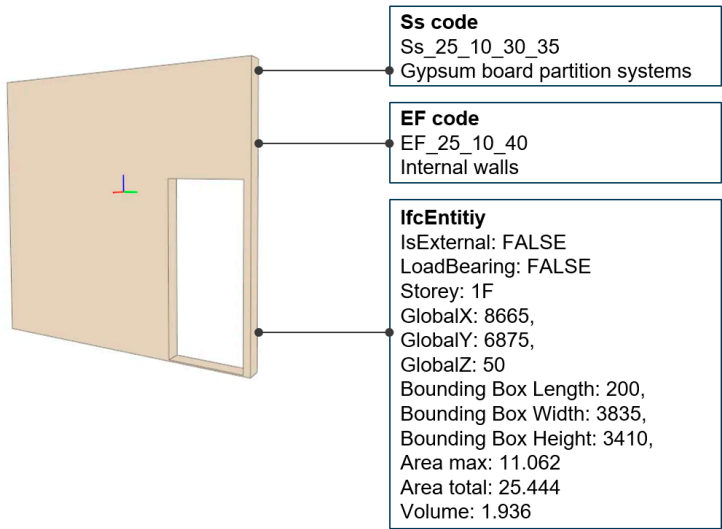 Ss code
Ss_25_10_30_35
Gypsum board partition systems
EF code
EF_25_10_40
Internal walls
IfcEntitiy
IsExternal: FALSE
LoadBearing: FALSE
Storey: 1F
GlobalX: 8665,
GlobalY: 6875,
GlobalZ: 50
Bounding Box Length: 200,
Bounding Box Width: 3835,
Bounding Box Height: 3410,
Area max: 11.062
Area total: 25.444
Volume: 1.936